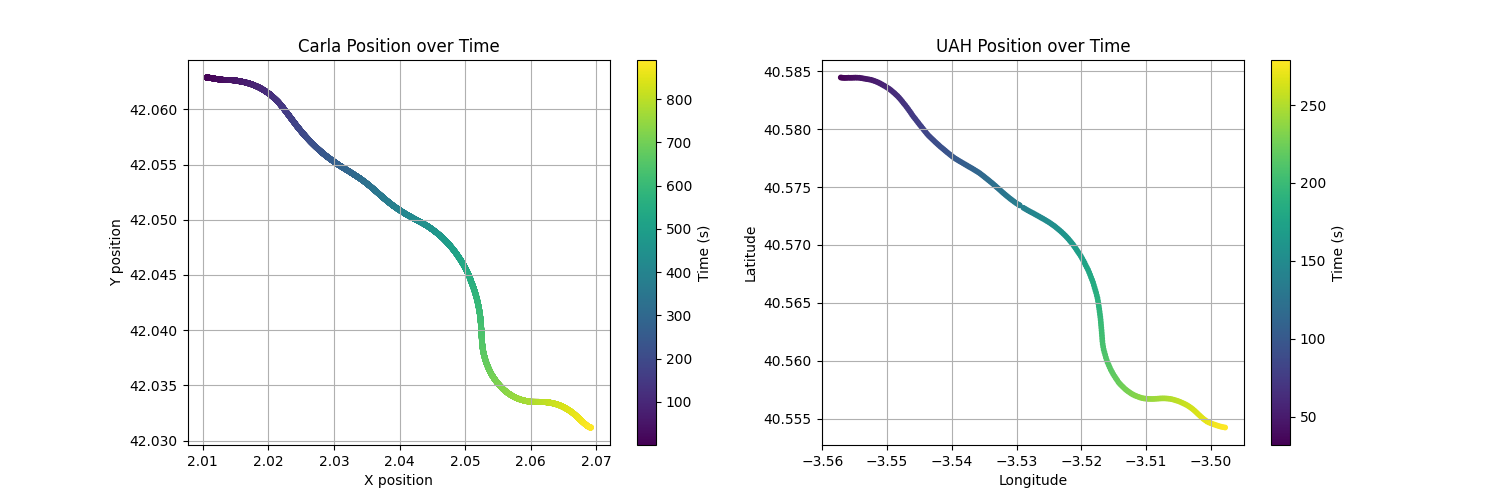 Carla Position over Time
Y position
42.060
42.055
42.050
42.045
42.040
42.035
42.030
2.01 2.02 2.03 2.04 2.05 2.06 2.07
X position
800
700
600
500
400
300
200
100
Time (s)
UAH Position over Time
Latitude
40.585
40.580
40.575
40.570
40.565
40.560
40.555
−3.56 −3.55 −3.54 −3.53 −3.52 −3.51 −3.50
Longitude
250
200
150
100
50
Time (s)